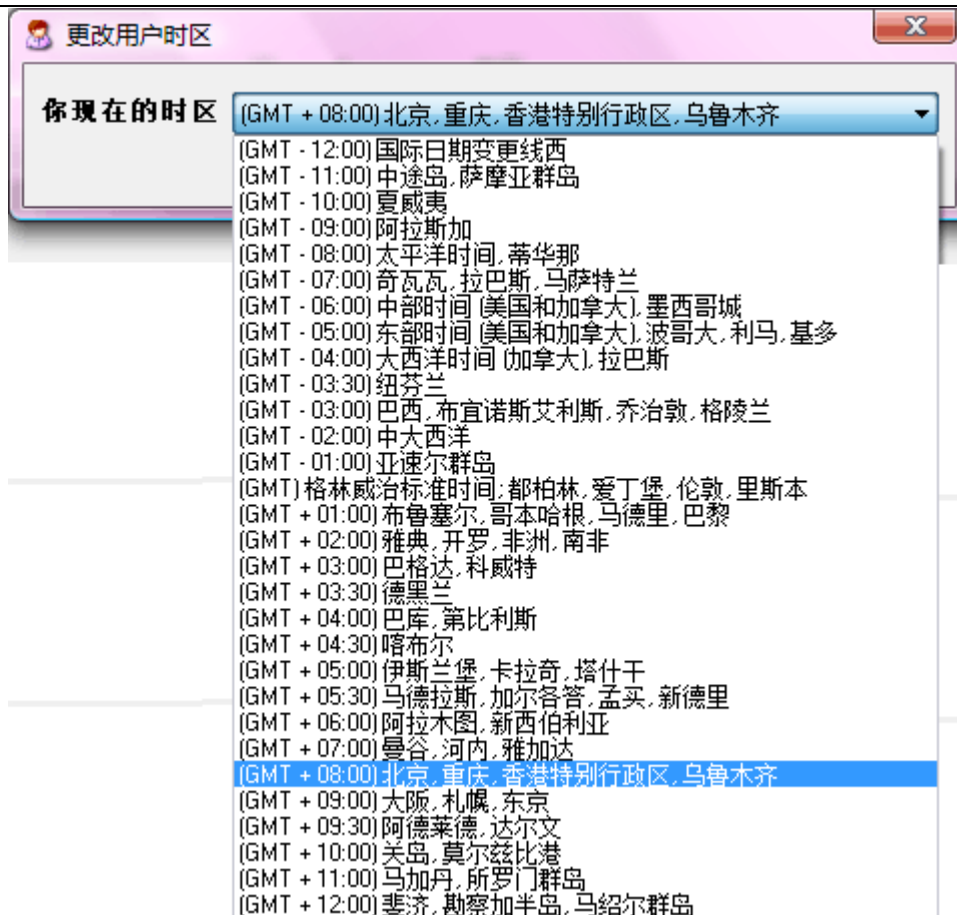 更改用户时区
你现在的时区 (GMT + 08:00) 北京, 重庆, 香港特别行政区, 乌鲁木齐
(GMT - 12:00) 国际日期变更线西
(GMT - 11:00) 中途岛, 萨摩亚群岛
(GMT - 10:00) 夏威夷
(GMT - 09:00) 阿拉斯加
(GMT - 08:00) 太平洋时间, 蒂华那
(GMT - 07:00) 奇瓦瓦, 拉巴斯, 马萨特兰
(GMT - 06:00) 中部时间 (美国和加拿大), 墨西哥城
(GMT - 05:00) 东部时间 (美国和加拿大), 波哥大, 利马, 基多
(GMT - 04:00) 大西洋时间 (加拿大), 拉巴斯
(GMT - 03:30) 纽芬兰
(GMT - 03:00) 巴西, 布宜诺斯艾利斯, 乔治敦, 格陵兰
(GMT - 02:00) 中大西洋
(GMT - 01:00) 亚速尔群岛
(GMT) 格林威治标准时间; 都柏林, 爱丁堡, 伦敦, 里斯本
(GMT + 01:00) 布鲁塞尔, 哥本哈根, 马德里, 巴黎
(GMT + 02:00) 雅典, 开罗, 非洲, 南非
(GMT + 03:00) 巴格达, 科威特
(GMT + 03:30) 德黑兰
(GMT + 04:00) 巴库, 第比利斯
(GMT + 04:30) 喀布尔
(GMT + 05:00) 伊斯兰堡, 卡拉奇, 塔什干
(GMT + 05:30) 马德拉斯, 加尔各答, 孟买, 新德里
(GMT + 06:00) 阿拉木图, 新西伯利亚
(GMT + 07:00) 曼谷, 河内, 雅加达
(GMT + 08:00) 北京, 重庆, 香港特别行政区, 乌鲁木齐
(GMT + 09:00) 大阪, 札幌, 东京
(GMT + 09:30) 阿德莱德, 达尔文
(GMT + 10:00) 关岛, 莫尔兹比港
(GMT + 11:00) 马加丹, 所罗门群岛
(GMT + 12:00) 斐济, 勘察加半岛, 马绍尔群岛